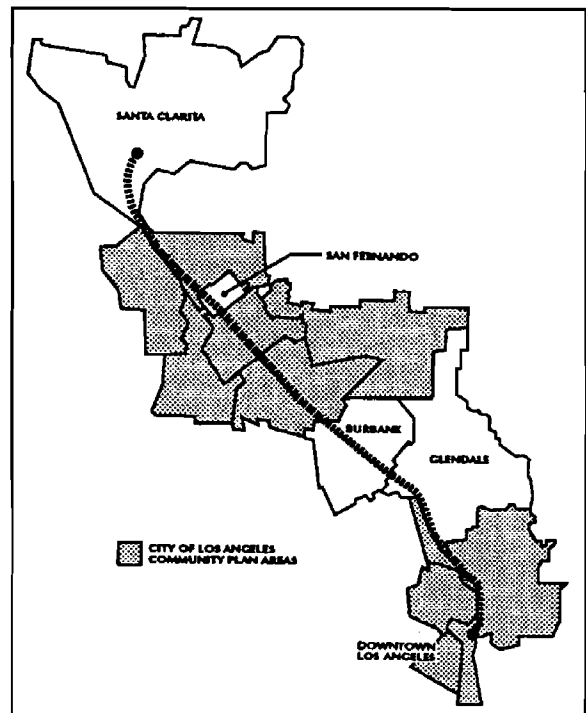 SANTA CLARITA
SAN FERNANDO
BURBANK
GLENDALE
CITY OF LOS ANGELES
COMMUNITY PLAN AREAS
DOWNTOWN
LOS ANGELES